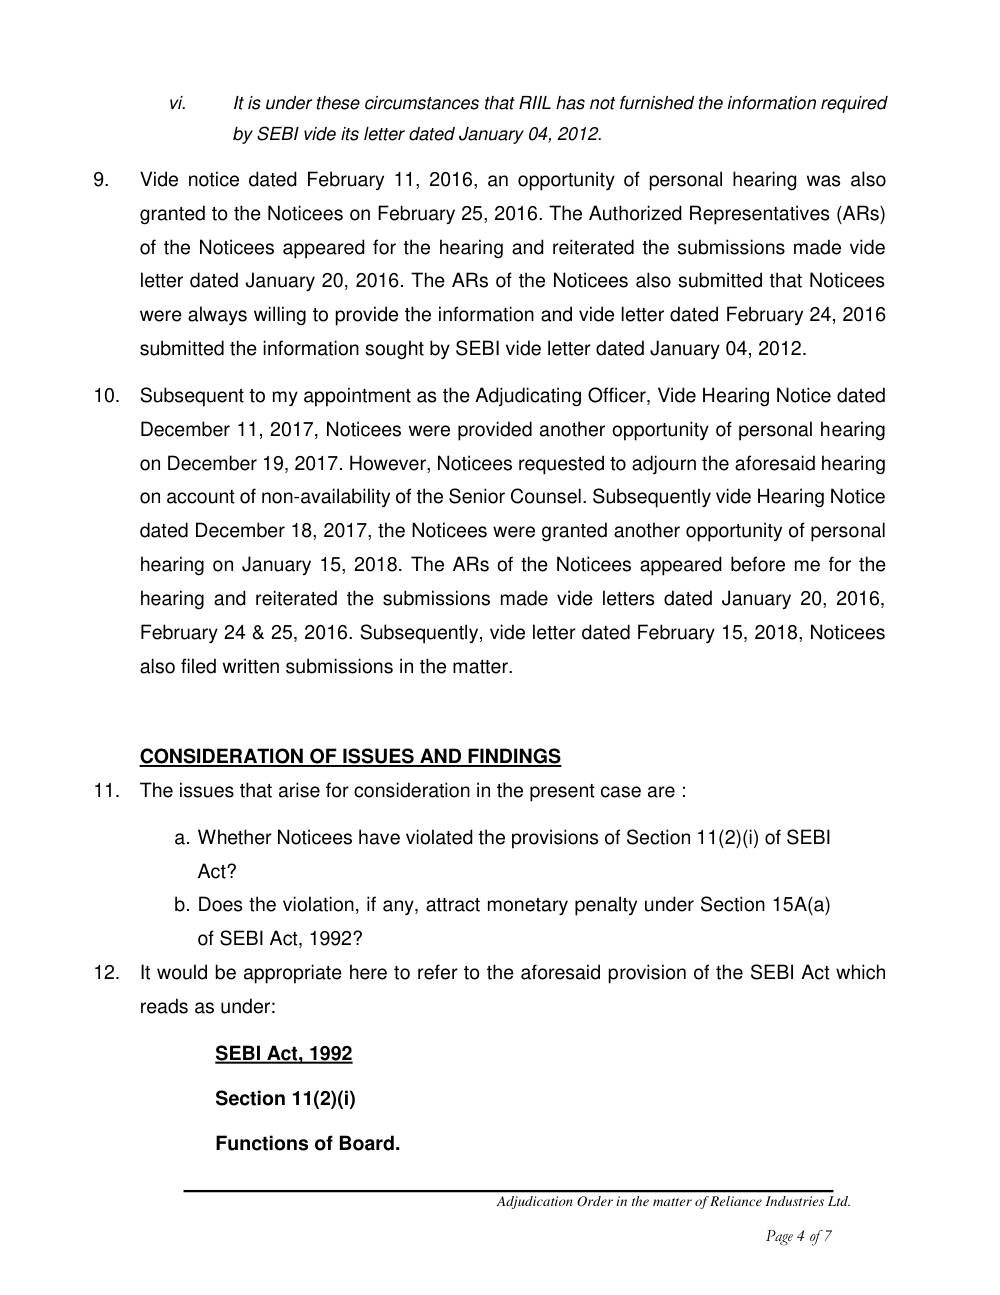 vi. It is under these circumstances that RIIL has not furnished the information required
by SEBI vide its letter dated January 04, 2012.
9. Vide notice dated February 11, 2016, an opportunity of personal hearing was also
granted to the Noticees on February 25, 2016. The Authorized Representatives (ARs)
of the Noticees appeared for the hearing and reiterated the submissions made vide
letter dated January 20, 2016. The ARs of the Noticees also submitted that Noticees
were always willing to provide the information and vide letter dated February 24, 2016
submitted the information sought by SEBI vide letter dated January 04, 2012.
10. Subsequent to my appointment as the Adjudicating Officer, Vide Hearing Notice dated
December 11, 2017, Noticees were provided another opportunity of personal hearing
on December 19, 2017. However, Noticees requested to adjourn the aforesaid hearing
on account of non-availability of the Senior Counsel. Subsequently vide Hearing Notice
dated December 18, 2017, the Noticees were granted another opportunity of personal
hearing on January 15, 2018. The ARs of the Noticees appeared before me for the
hearing and reiterated the submissions made vide letters dated January 20, 2016,
February 24 & 25, 2016. Subsequently, vide letter dated February 15, 2018, Noticees
also filed written submissions in the matter.
CONSIDERATION OF ISSUES AND FINDINGS
11. The issues that arise for consideration in the present case are :
a. Whether Noticees have violated the provisions of Section 11(2)(i) of SEBI
Act?
b. Does the violation, if any, attract monetary penalty under Section 15A(a)
of SEBI Act, 1992?
12. It would be appropriate here to refer to the aforesaid provision of the SEBI Act which
reads as under:
SEBI Act, 1992
Section 11(2)(i)
Functions of Board.
Adjudication Order in the matter of Reliance Industries Ltd.
Page 4 of 7